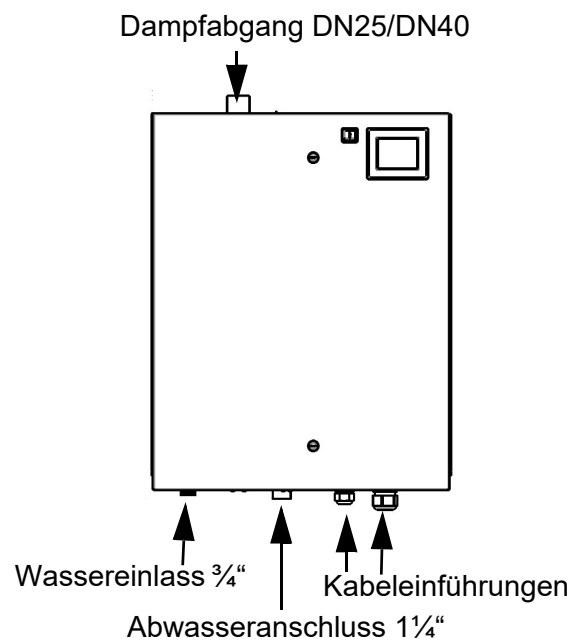 Dampfabgang DN25/DN40
Wassereinlass ¾“
Kabeleinführungen
Abwasseranschluss 1¼“